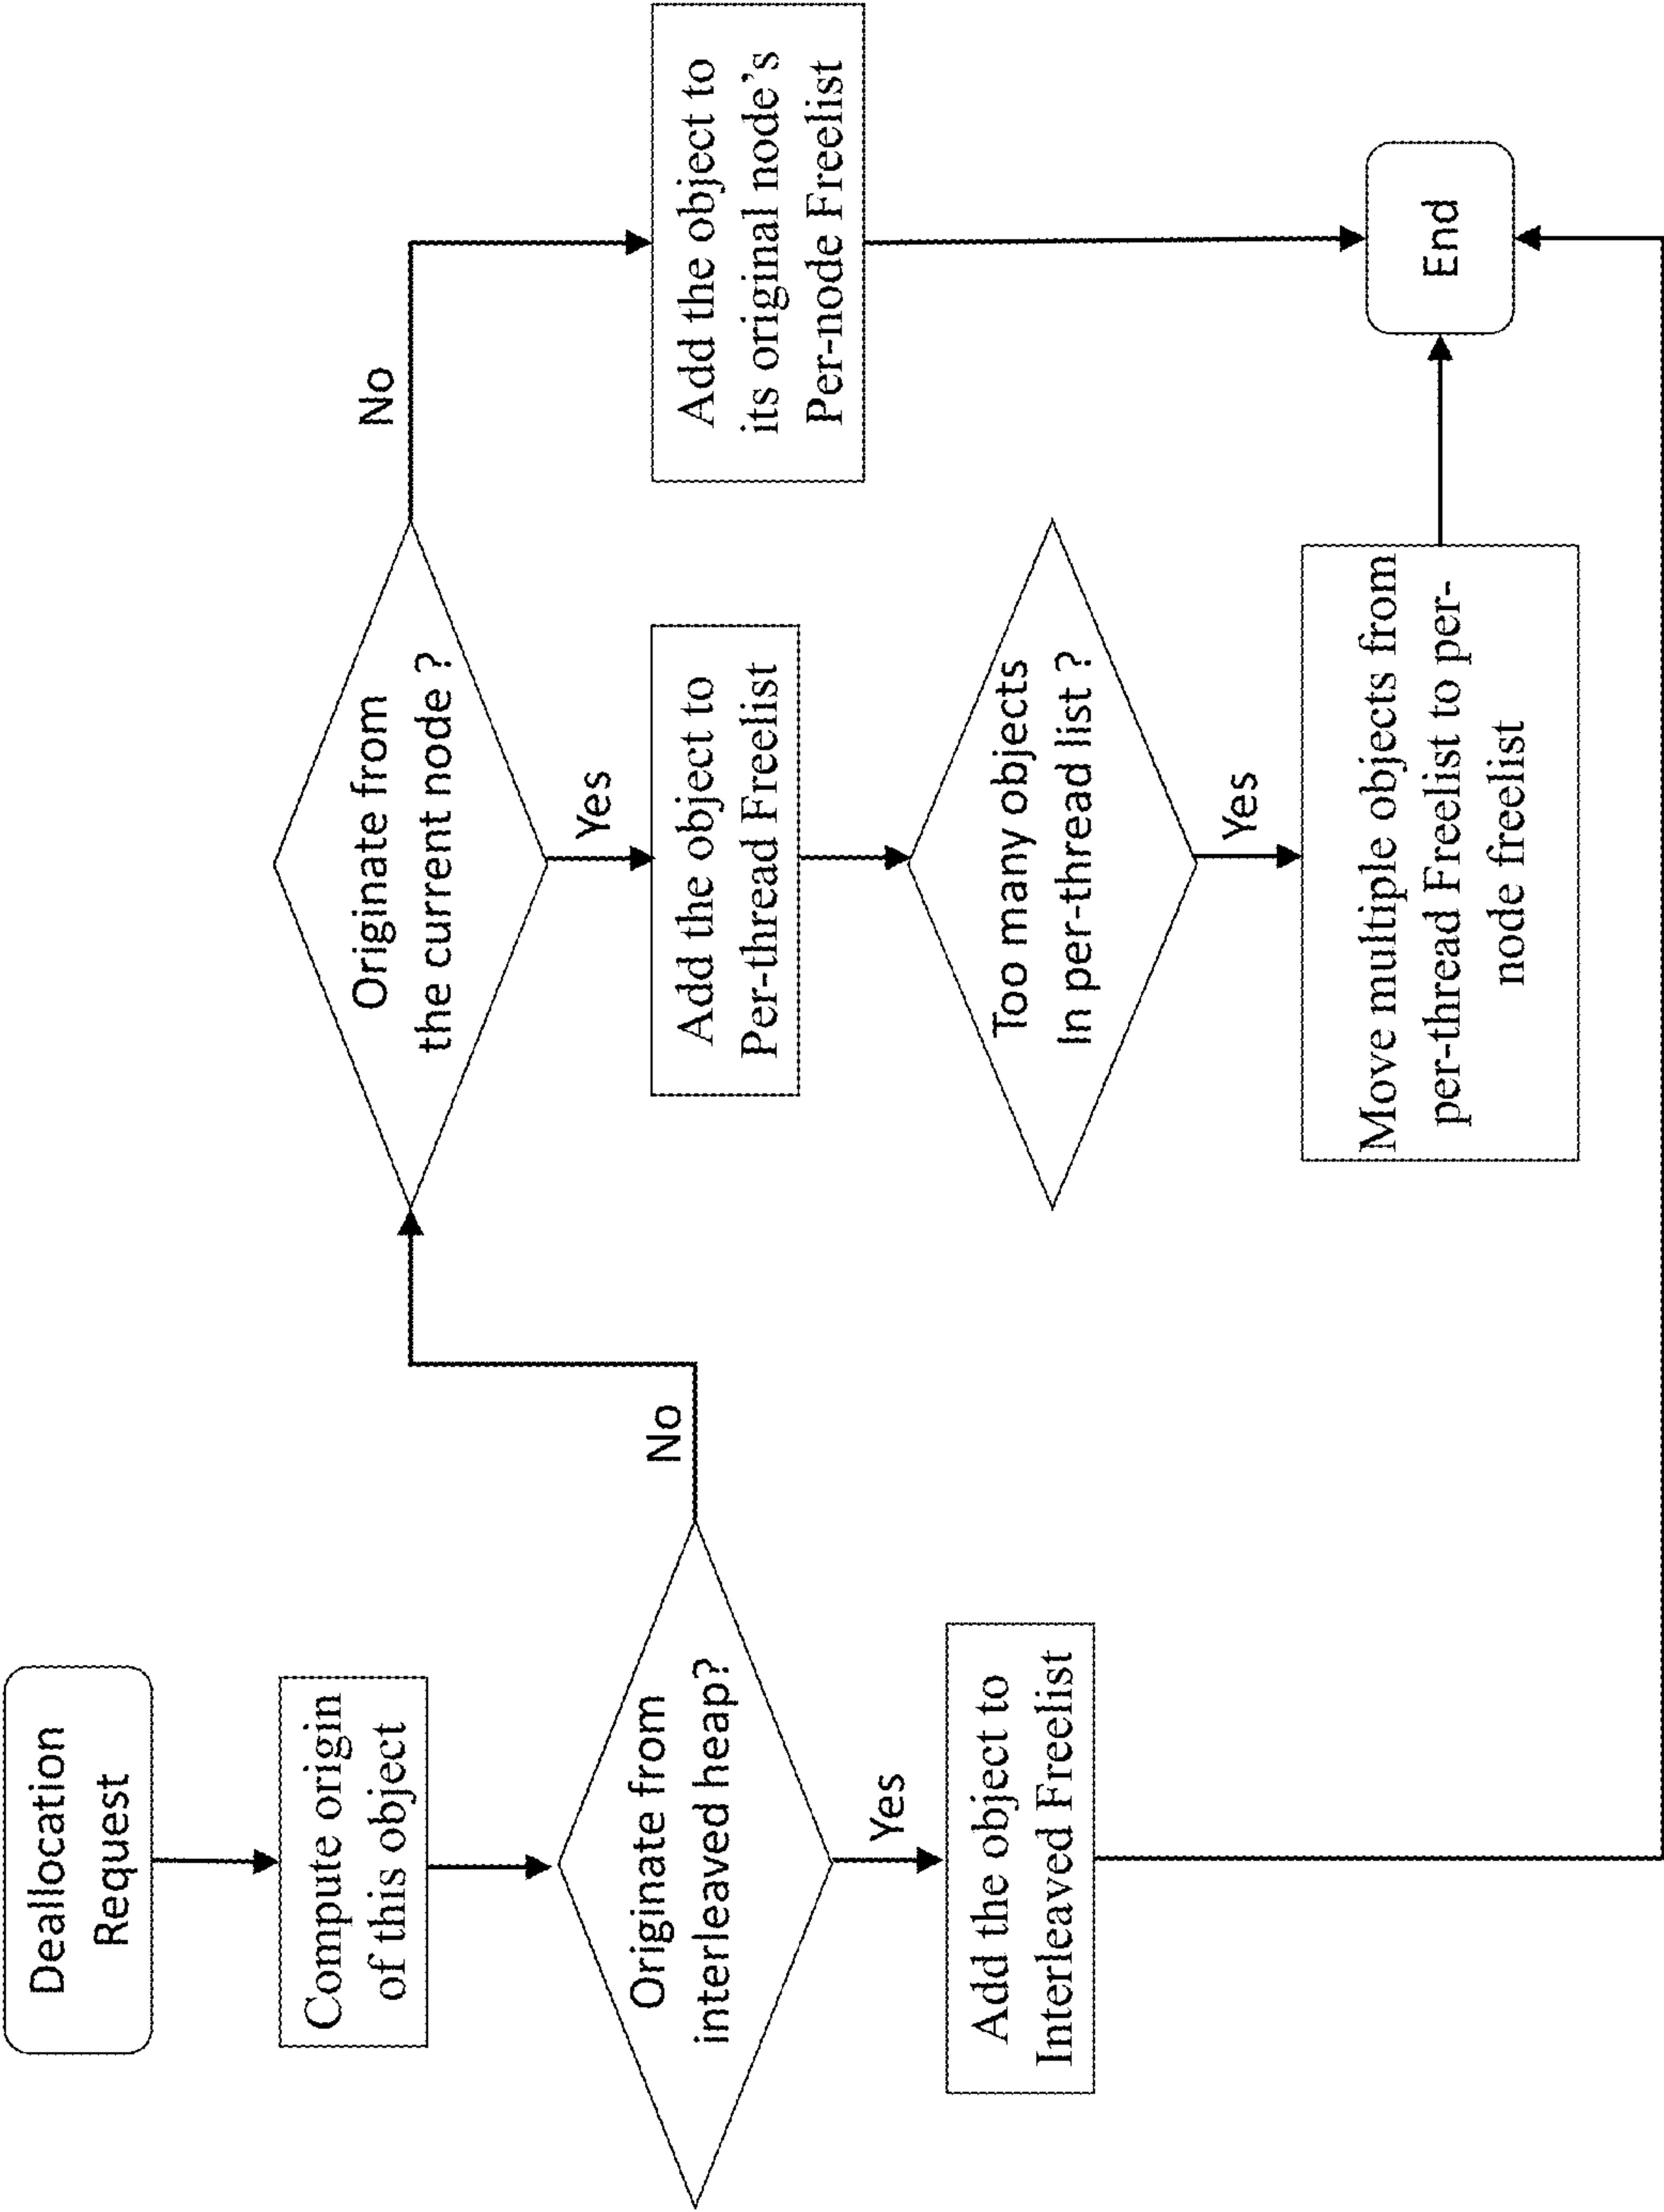 Deallocation
Request
Compute origin
of this object
Originate from
interleaved heap?
No
Yes
Add the object to
Interleaved Freelist
Originate from
the current node ?
No
Yes
Add the object to
its original node's
Per-node Freelist
Add the object to
Per-thread Freelist
Too many objects
In per-thread list ?
Yes
Move multiple objects from
per-thread Freelist to per-
node freelist
End